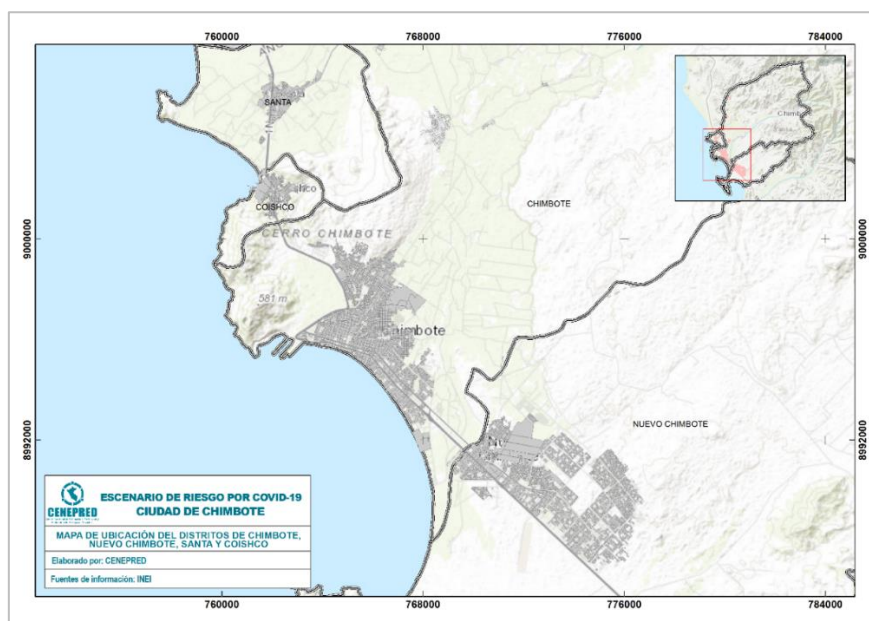 760000 768000 776000 784000
SANTA
COISHCO
CHIMBOTE
CERRO CHIMBOTE
9000000
9000000
581 m
Chimbote
NUEVO CHIMBOTE
8992000
8992000
CENEPRED
ESCENARIO DE RIESGO POR COVID-19
CIUDAD DE CHIMBOTE
MAPA DE UBICACIÓN DEL DISTRITOS DE CHIMBOTE,
NUEVO CHIMBOTE, SANTA Y COISHCO
Elaborado por: CENEPRED
Fuentes de información: INEI
760000 768000 776000 784000